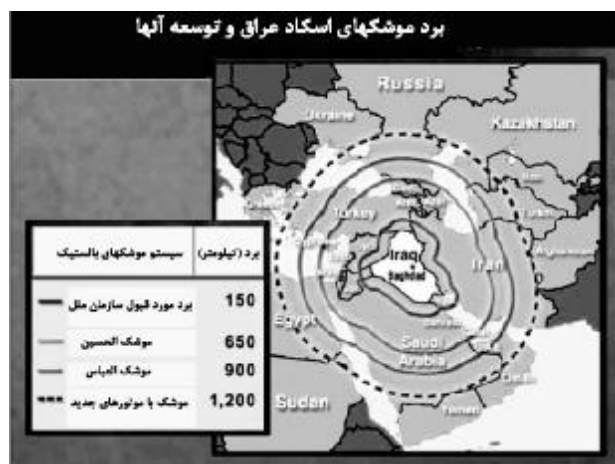 برد موشکهای اسکاد عراق و توسعه آنها
Russia
Ukraine
Kazakhstan
Turkey
Iraq
Baghdad
Iran
Afghanistan
Egypt
Saudi
Arabia
Oman
Yemen
Sudan
برد (کیلومتر) سیستم موشکهای بالستیک
150 برد مورد قبول سازمان ملل
650 موشک الحسین
900 موشک العباس
1,200 موشک با موتورهای جدید